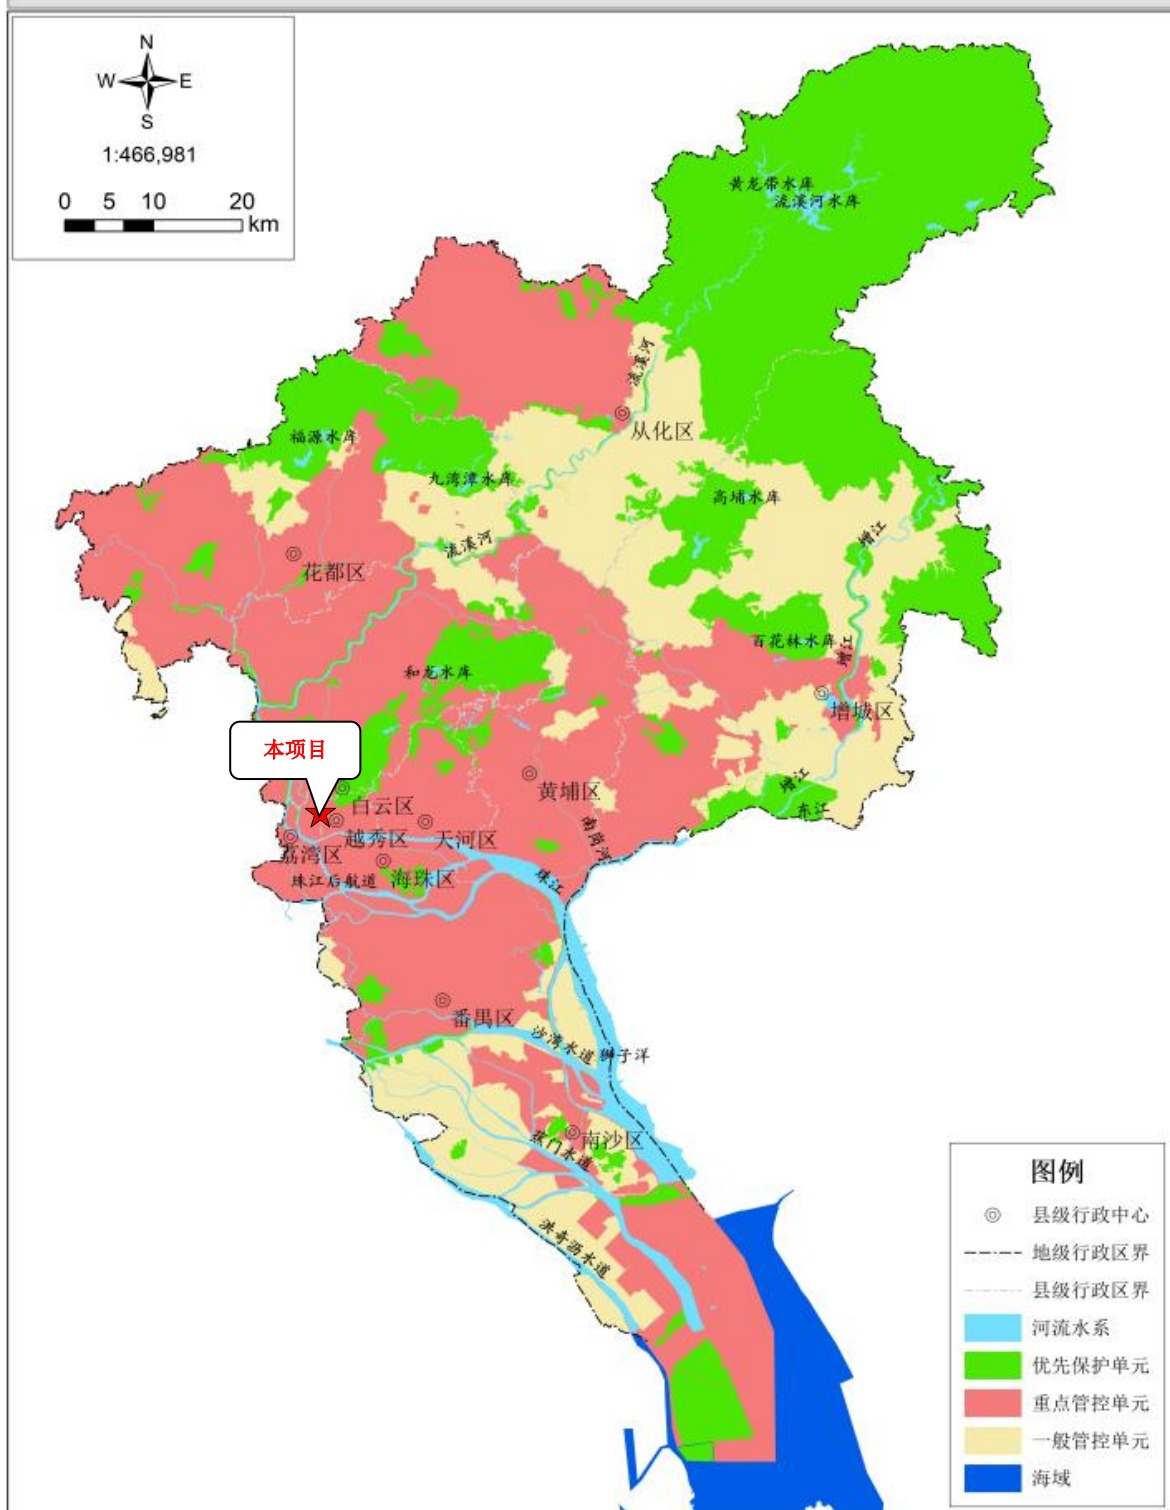 N
W E
S
1:466,981
0 5 10 20
km
黄龙带水库
流溪河水库
流溪河
从化区
福源水库
九湾潭水库
高埔水库
增江
流溪河
花都区
百花林水库
增江
和龙水库
增城区
本项目
黄埔区
增江
白云区
东江
越秀区
天河区
南岗河
荔湾区
珠江后航道
海珠区
珠江
番禺区
沙湾水道
狮子洋
南沙区
蕉门水道
洪奇沥水道
图例
县级行政中心
地级行政区界
县级行政区界
河流水系
优先保护单元
重点管控单元
一般管控单元
海域